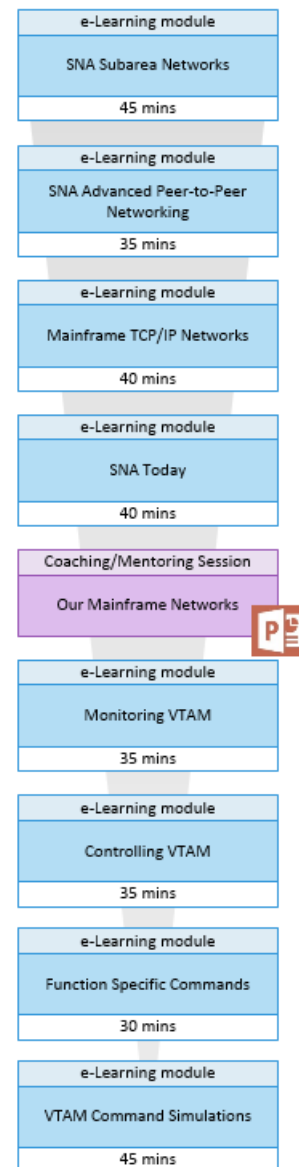 e-Learning module
SNA Subarea Networks
45 mins
e-Learning module
SNA Advanced Peer-to-Peer
Networking
35 mins
e-Learning module
Mainframe TCP/IP Networks
40 mins
e-Learning module
SNA Today
40 mins
Coaching/Mentoring Session
Our Mainframe Networks
P
e-Learning module
Monitoring VTAM
35 mins
e-Learning module
Controlling VTAM
35 mins
e-Learning module
Function Specific Commands
30 mins
e-Learning module
VTAM Command Simulations
45 mins